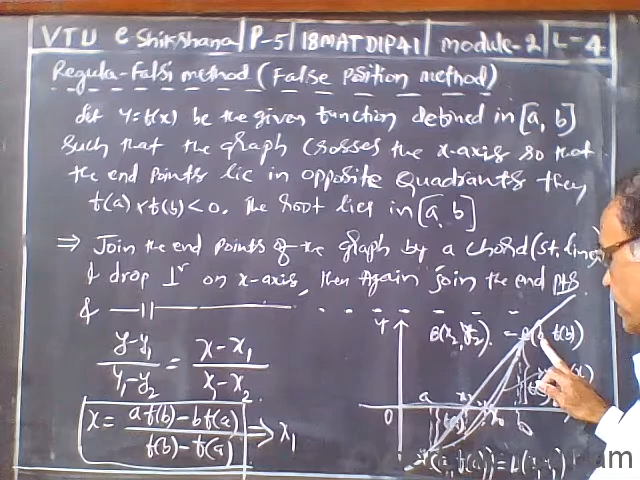 VTU e Shikshana P-5 18MATDIP41 module-2 L-4
Regula-Falsi method (False Position method)
Let y=f(x) be the given function defined in [a, b]
Such that the graph crosses the x-axis so that
the end points lie in opposite Quadrants they
f(a) x f(b) < 0. The root lies in [a, b]
⇒ Join the end points of the graph by a chord (st. line)
& drop ⊥r on x-axis, then Again join the end pts.
& —||—
y-y1 / y1-y2 = x-x1 / x1-x2
x = af(b)-bf(a) / f(b)-f(a) ⇒ x1
y
B(x2, y2) = (b, f(b))
a
0
b